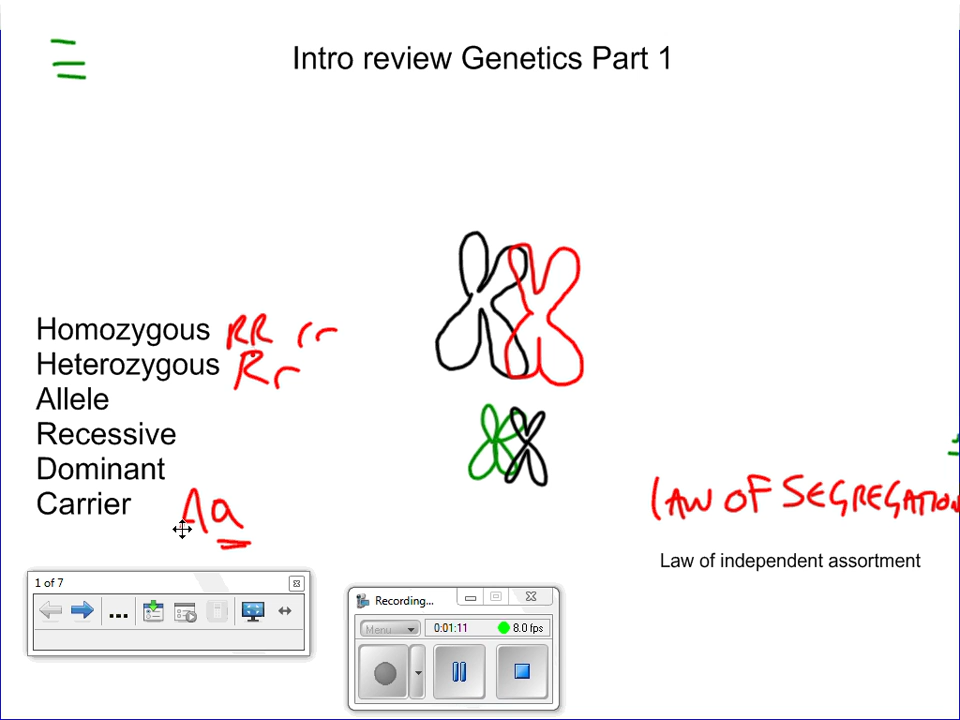 Intro review Genetics Part 1
Homozygous RR rr
Heterozygous Rr
Allele
Recessive
Dominant
Carrier Aa
LAW OF SEGREGATION
Law of independent assortment
1 of 7
Recording...
Menu 0:01:11 8.0 fps